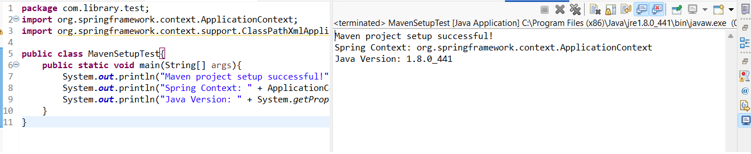 1 package com.library.test;
2 import org.springframework.context.ApplicationContext;
3 import org.springframework.context.support.ClassPathXmlAppli
4
5 public class MavenSetupTest{
6 public static void main(String[] args){
7 System.out.println("Maven project setup successful!"
8 System.out.println("Spring Context: " + ApplicationC
9 System.out.println("Java Version: " + System.getProp
10 }
11 }
<terminated> MavenSetupTest [Java Application] C:\Program Files (x86)\Java\jre1.8.0_441\bin\javaw.exe (
Maven project setup successful!
Spring Context: org.springframework.context.ApplicationContext
Java Version: 1.8.0_441